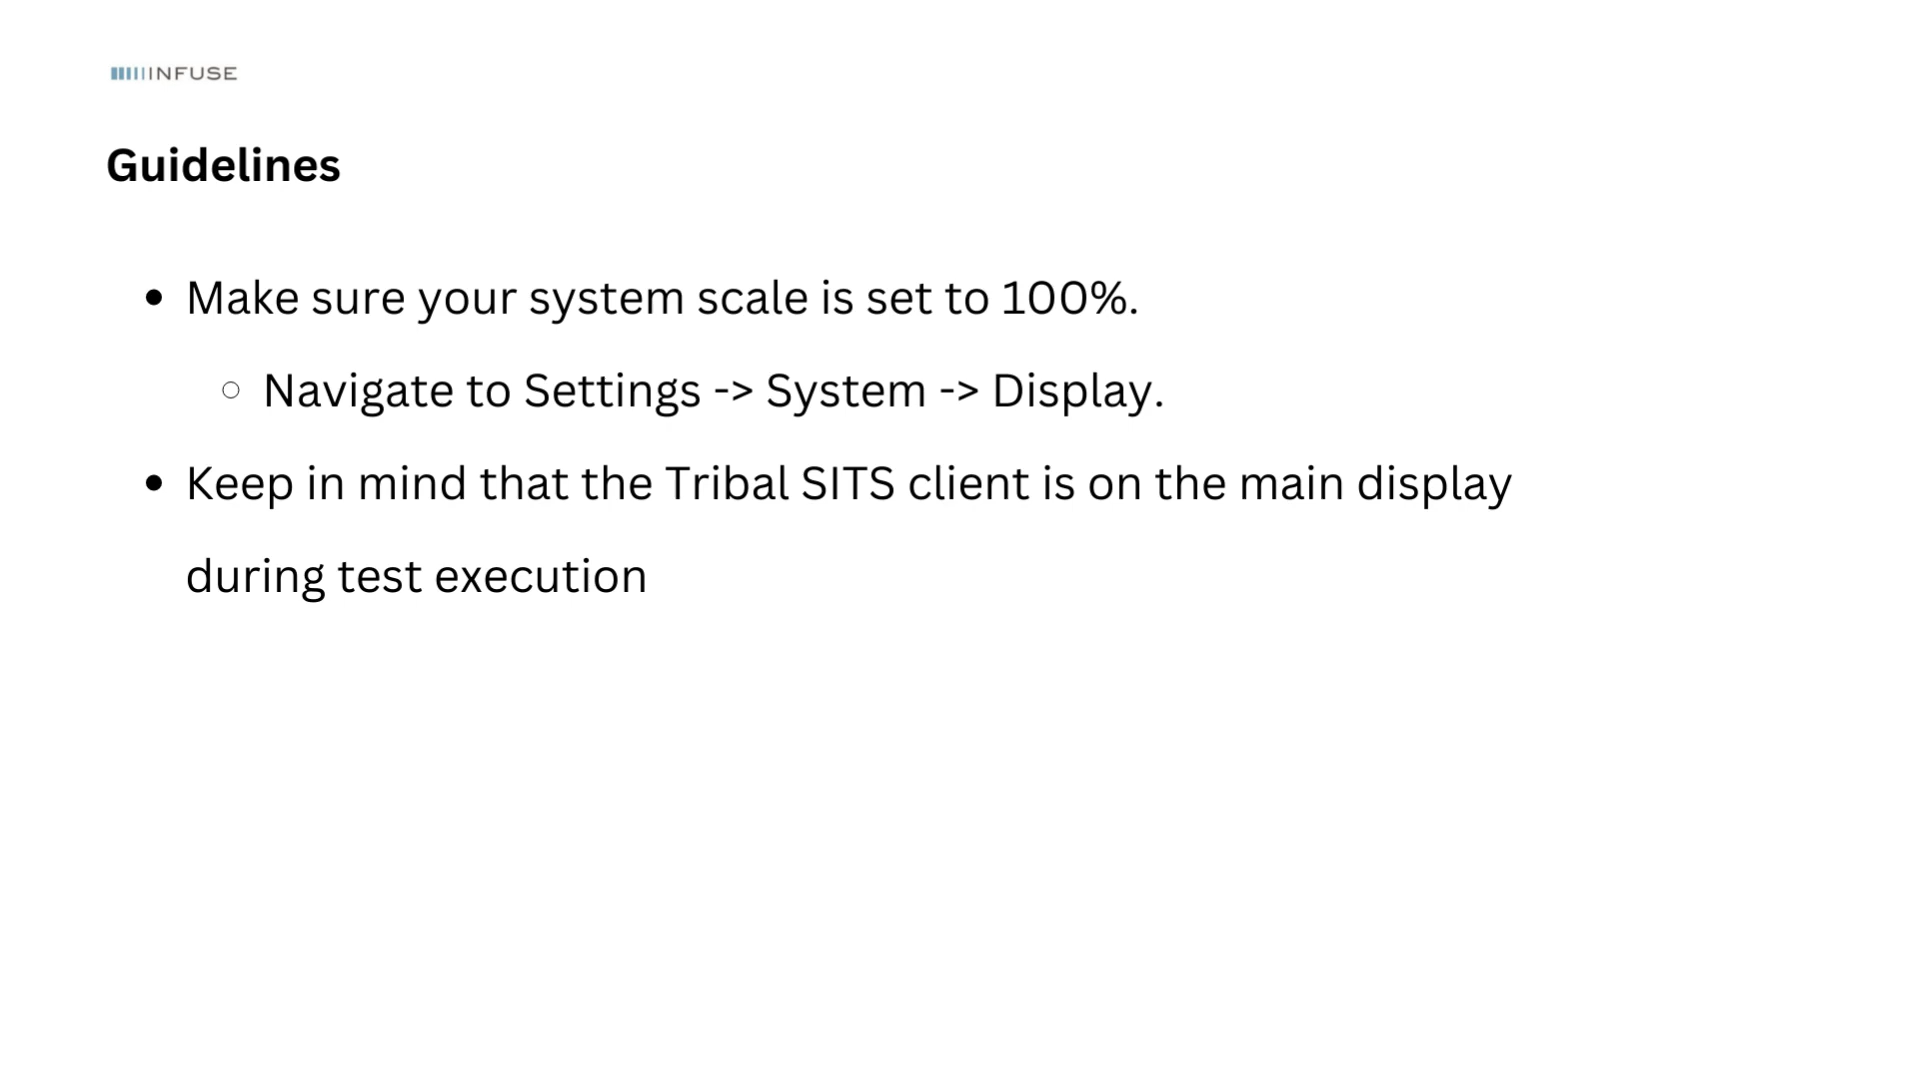 INFUSE
Guidelines
• Make sure your system scale is set to 100%.
○ Navigate to Settings -> System -> Display.
• Keep in mind that the Tribal SITS client is on the main display
during test execution